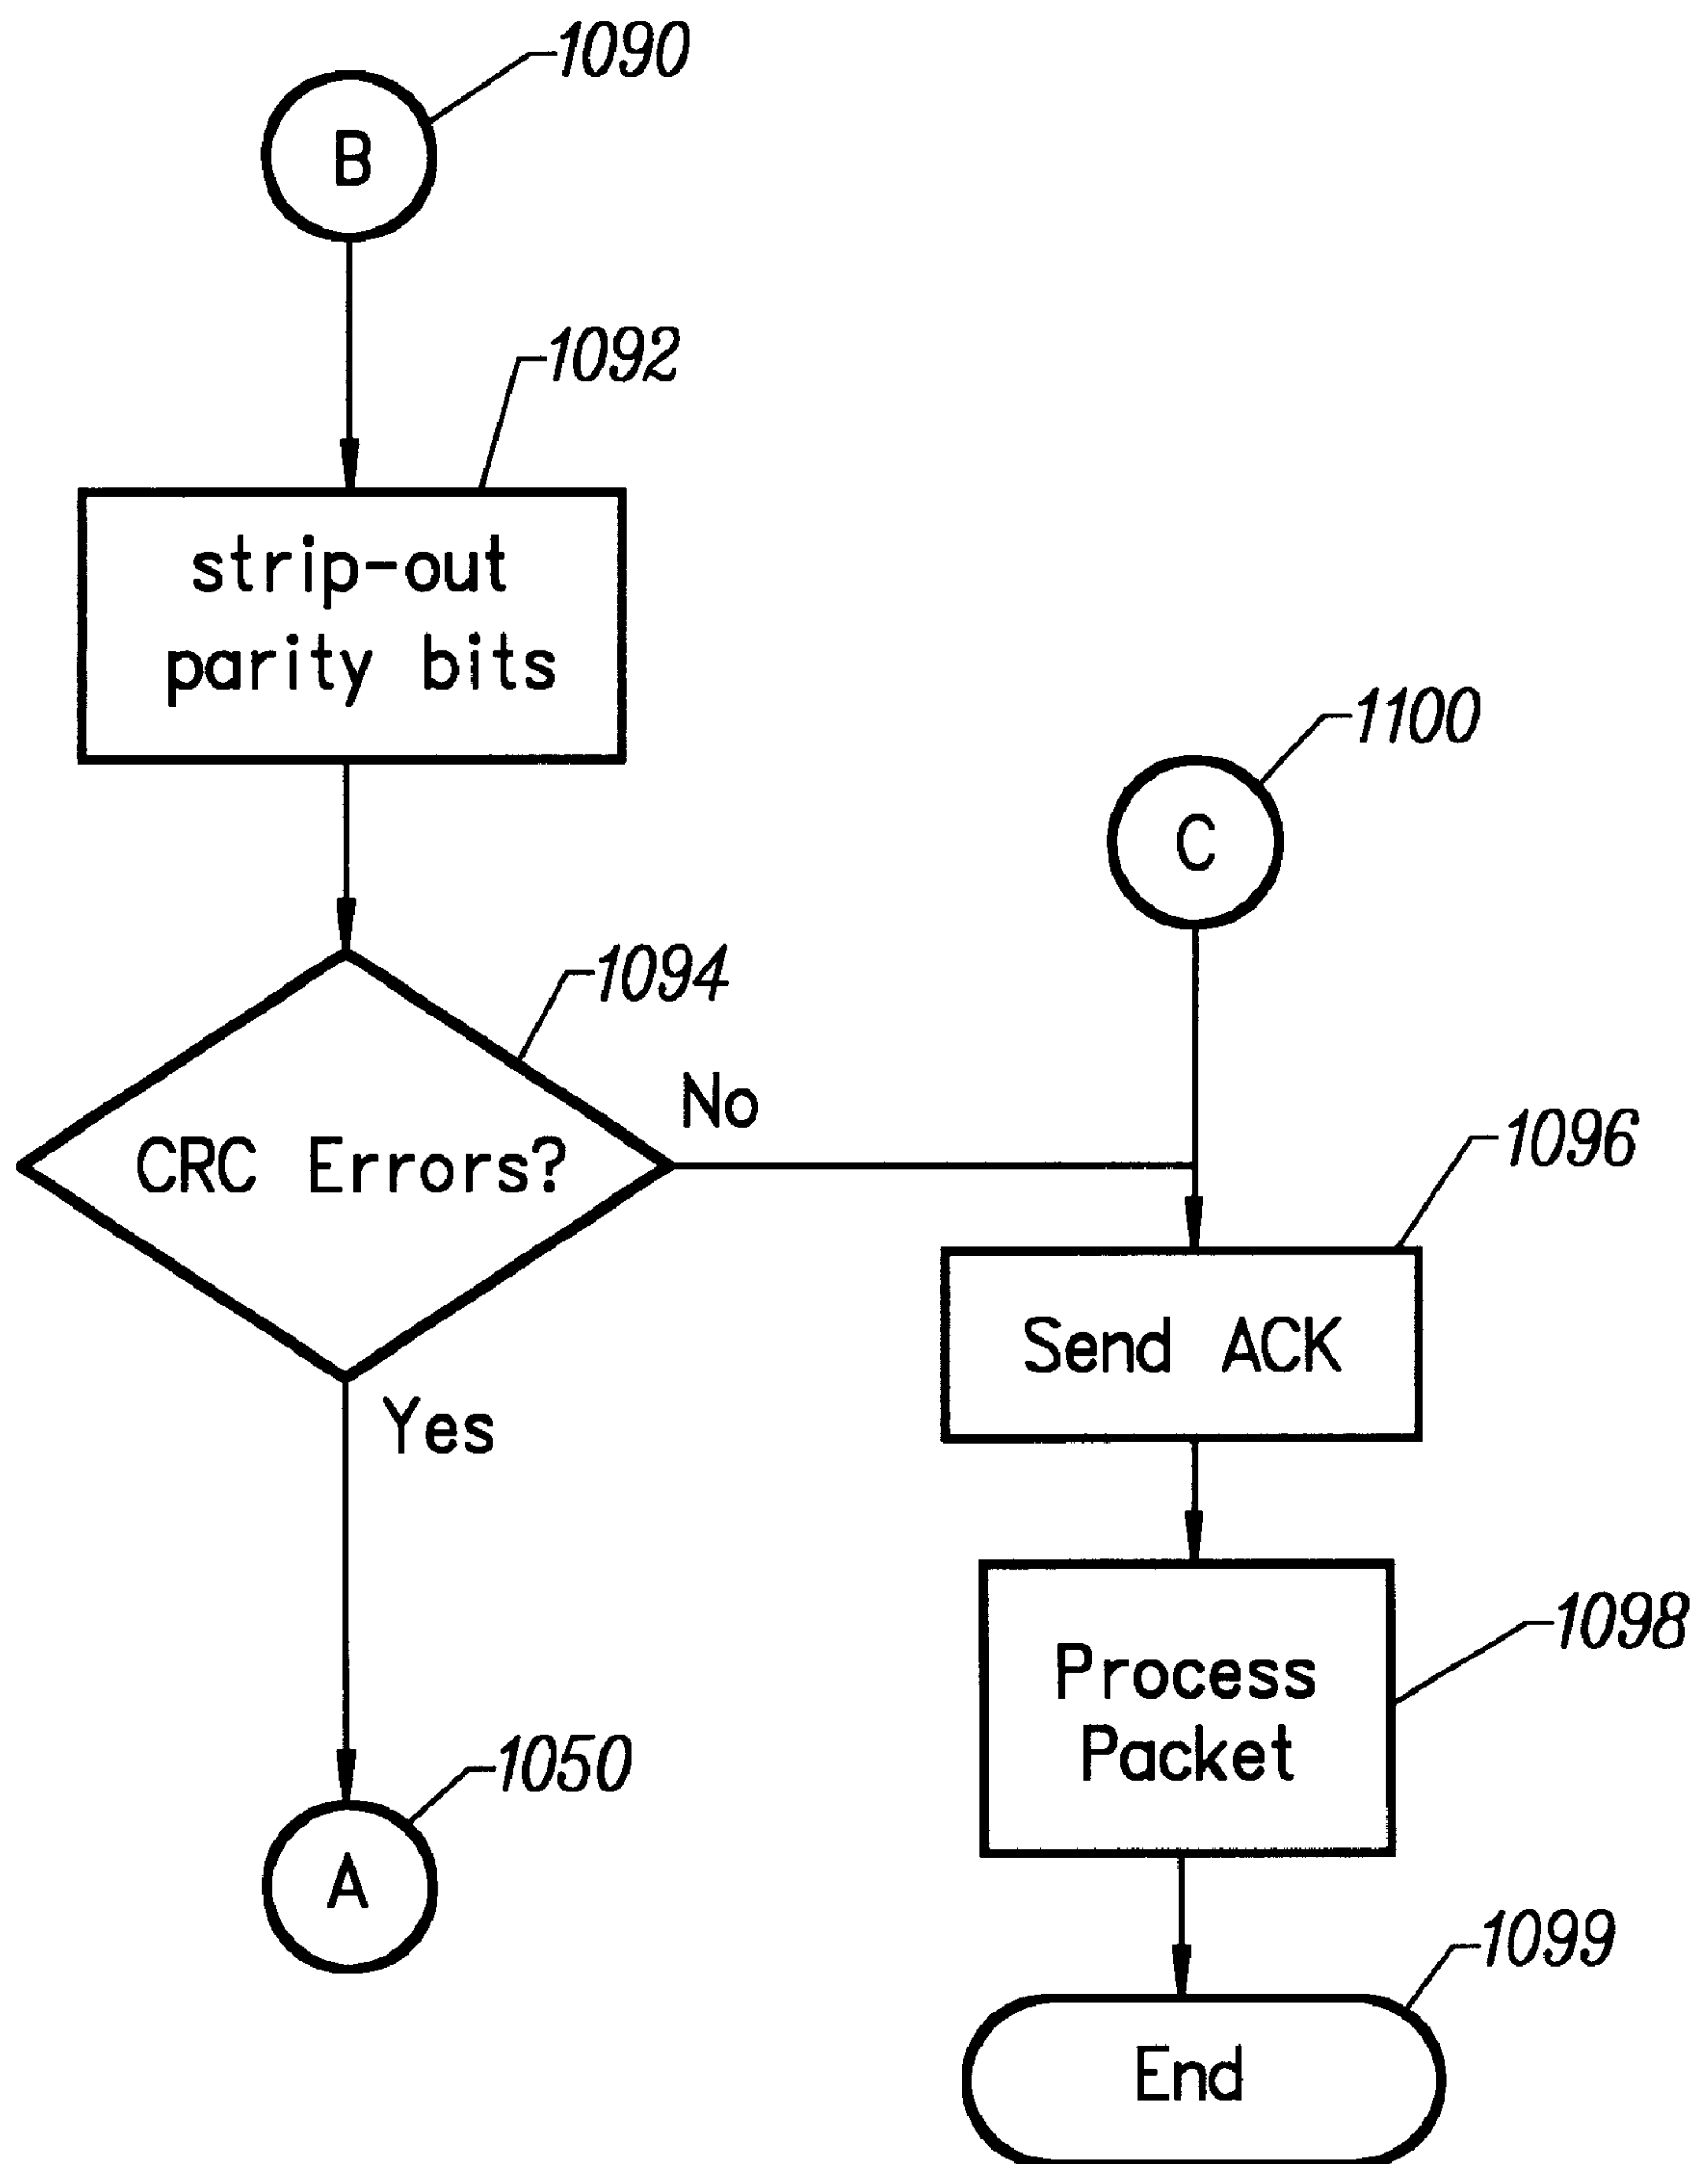 1090
B
1092
strip-out
parity bits
1100
C
1094
No
CRC Errors?
1096
Send ACK
Yes
1098
Process
Packet
1050
A
1099
End